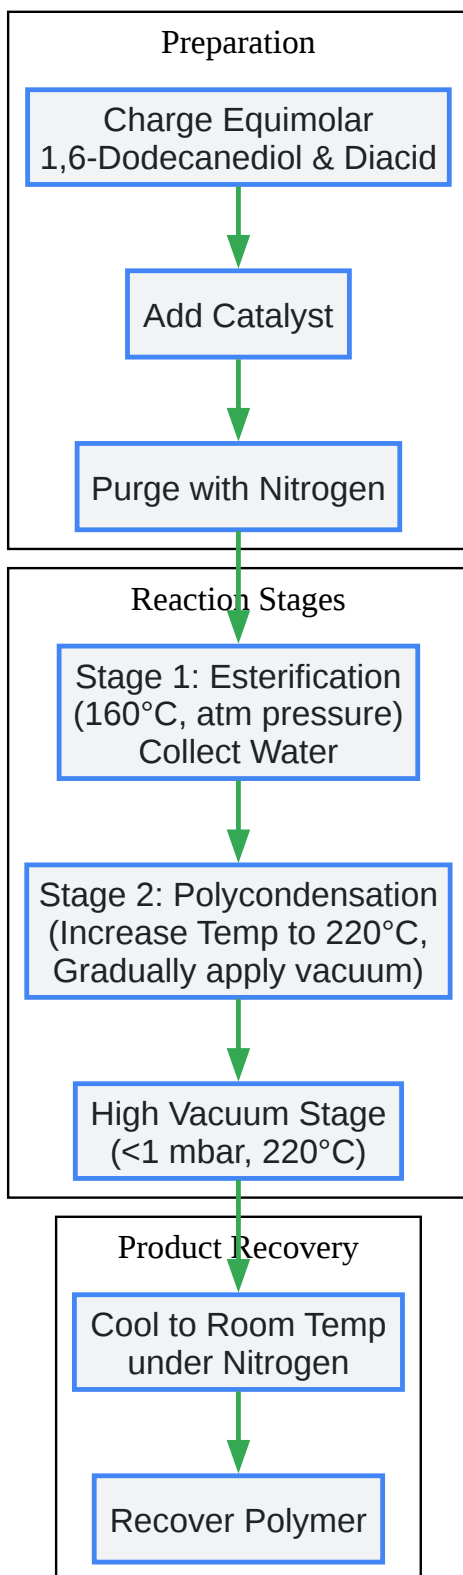 Preparation
Charge Equimolar
1,6-Dodecanediol & Diacid
Add Catalyst
Purge with Nitrogen
Reaction Stages
Stage 1: Esterification
(160°C, atm pressure)
Collect Water
Stage 2: Polycondensation
(Increase Temp to 220°C,
Gradually apply vacuum)
High Vacuum Stage
(<1 mbar, 220°C)
Product Recovery
Cool to Room Temp
under Nitrogen
Recover Polymer